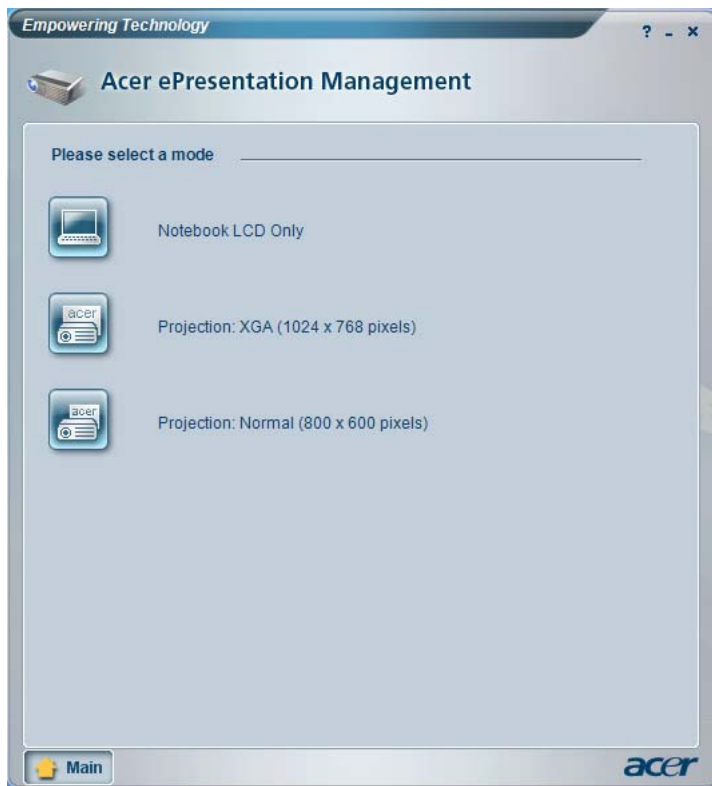 Empowering Technology
? - ×
Acer ePresentation Management
Please select a mode
Notebook LCD Only
acer
Projection: XGA (1024 x 768 pixels)
acer
Projection: Normal (800 x 600 pixels)
Main
acer